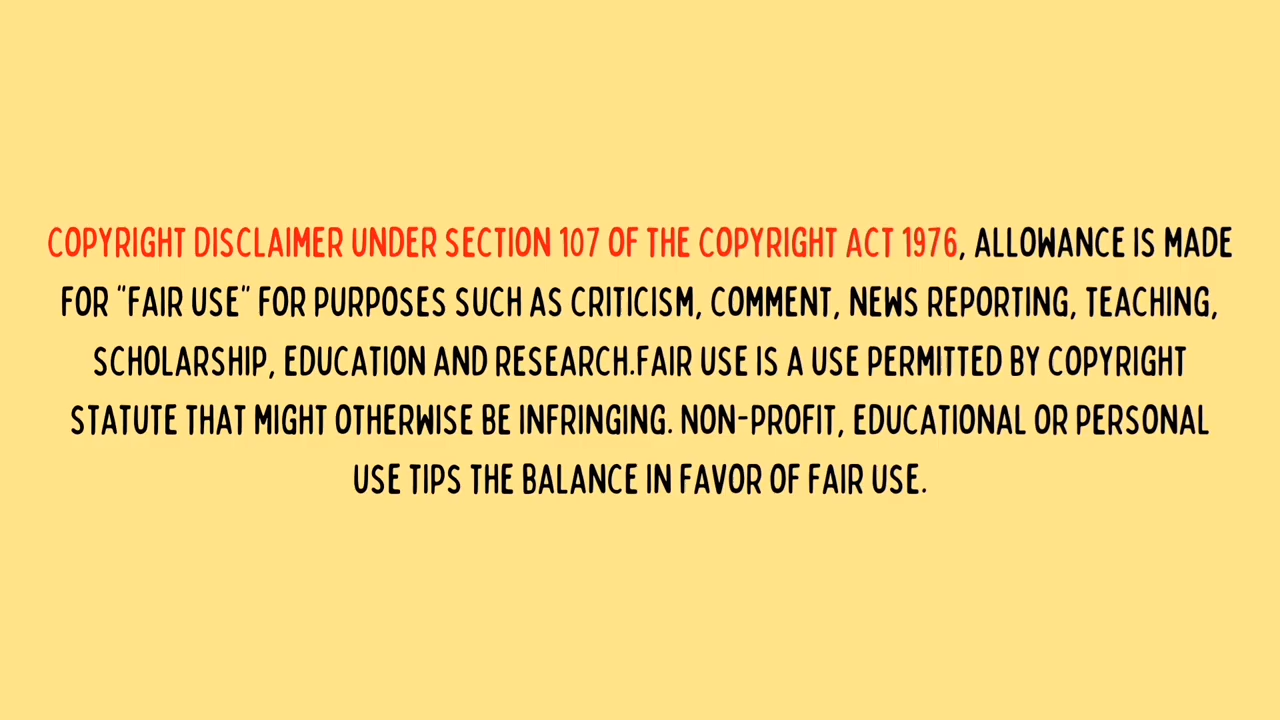 COPYRIGHT DISCLAIMER UNDER SECTION 107 OF THE COPYRIGHT ACT 1976, ALLOWANCE IS MADE
FOR "FAIR USE" FOR PURPOSES SUCH AS CRITICISM, COMMENT, NEWS REPORTING, TEACHING,
SCHOLARSHIP, EDUCATION AND RESEARCH.FAIR USE IS A USE PERMITTED BY COPYRIGHT
STATUTE THAT MIGHT OTHERWISE BE INFRINGING. NON-PROFIT, EDUCATIONAL OR PERSONAL
USE TIPS THE BALANCE IN FAVOR OF FAIR USE.